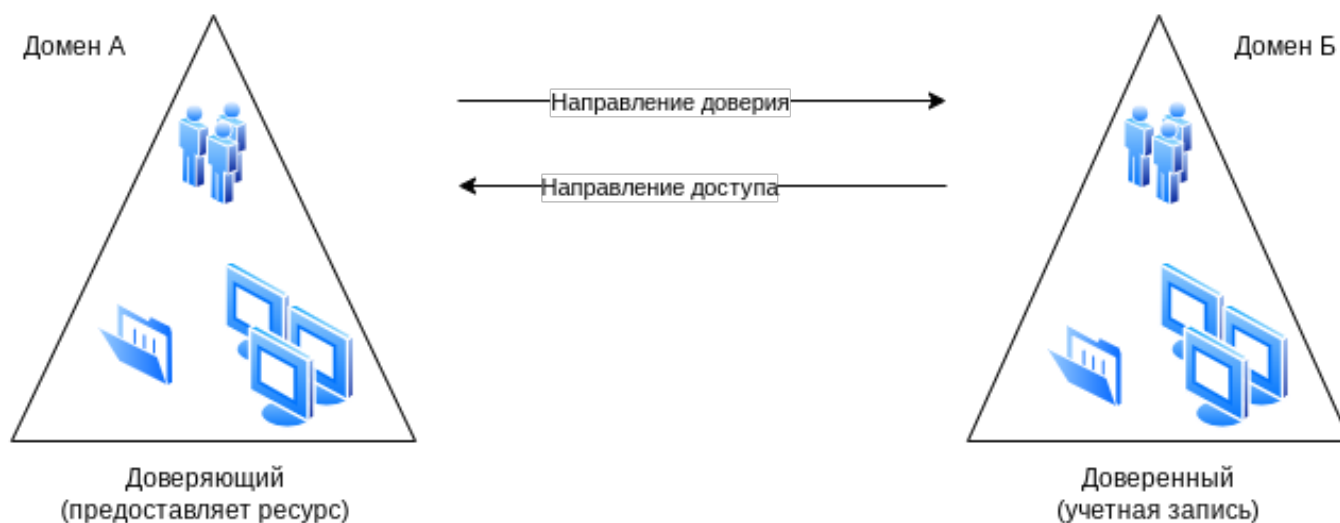 Домен А
Домен Б
Направление доверия
Направление доступа
Доверяющий
(предоставляет ресурс)
Доверенный
(учетная запись)